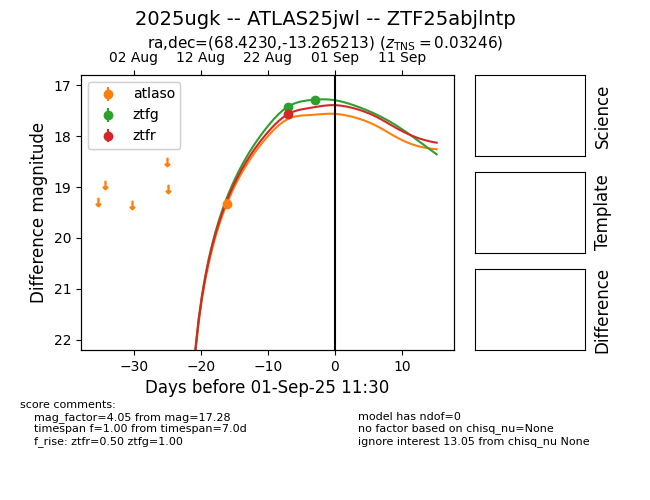 2025ugk -- ATLAS25jwl -- ZTF25abjlntp
ra,dec=(68.4230,-13.265213) (zTNS = 0.03246)
02 Aug 12 Aug 22 Aug 01 Sep 11 Sep
17
18
19
20
21
22
Difference magnitude
atlaso
ztfg
ztfr
−30 −20 −10 0 10
Days before 01-Sep-25 11:30
Science
Template
Difference
score comments:
mag_factor=4.05 from mag=17.28
timespan f=1.00 from timespan=7.0d
f_rise: ztfr=0.50 ztfg=1.00
model has ndof=0
no factor based on chisq_nu=None
ignore interest 13.05 from chisq_nu None